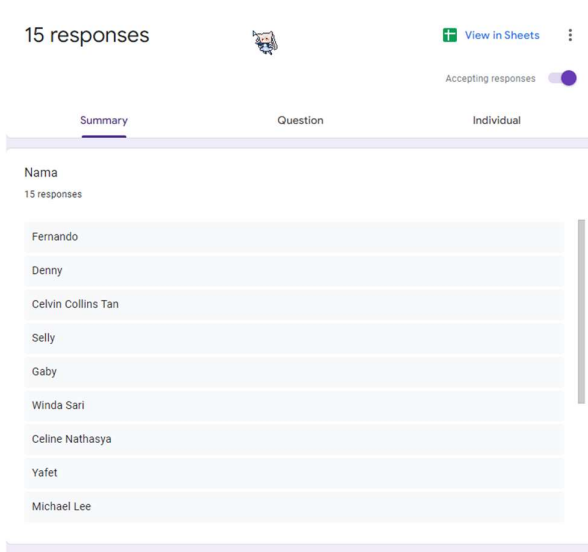 15 responses
View in Sheets
Accepting responses
Summary
Question
Individual
Nama
15 responses
Fernando
Denny
Celvin Collins Tan
Selly
Gaby
Winda Sari
Celine Nathasya
Yafet
Michael Lee